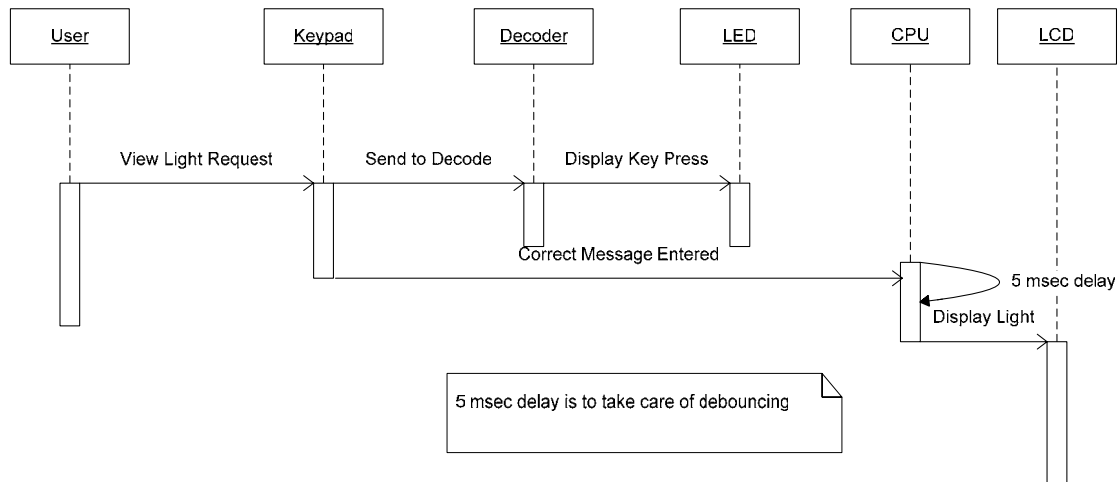 User
Keypad
Decoder
LED
CPU
LCD
View Light Request
Send to Decode
Display Key Press
Correct Message Entered
5 msec delay
Display Light
5 msec delay is to take care of debouncing